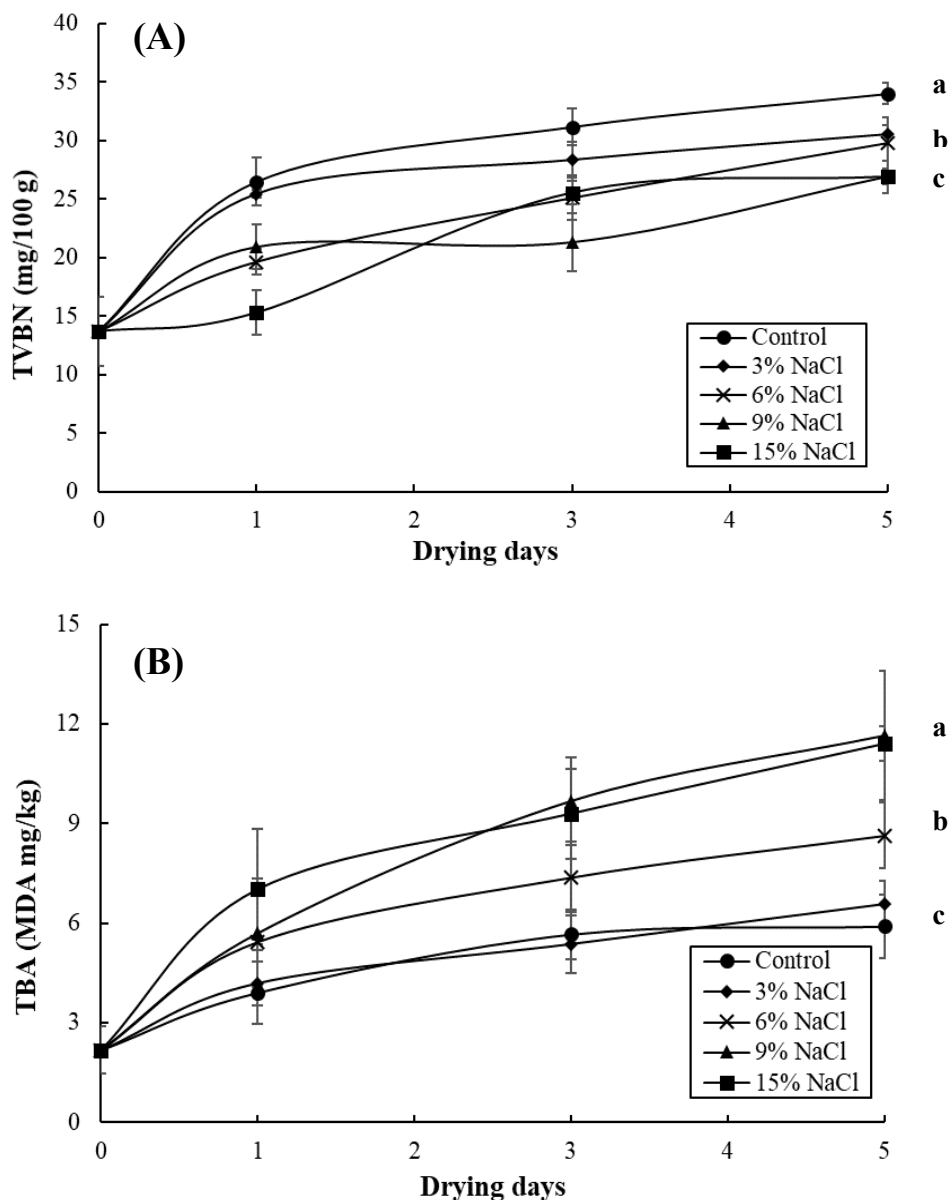 (A)
40
35
30
25
20
15
10
5
0
TVBN (mg/100 g)
a
b
c
Control
3% NaCl
6% NaCl
9% NaCl
15% NaCl
0 1 2 3 4 5
Drying days
(B)
15
12
9
6
3
0
TBA (MDA mg/kg)
a
b
c
Control
3% NaCl
6% NaCl
9% NaCl
15% NaCl
0 1 2 3 4 5
Drying days